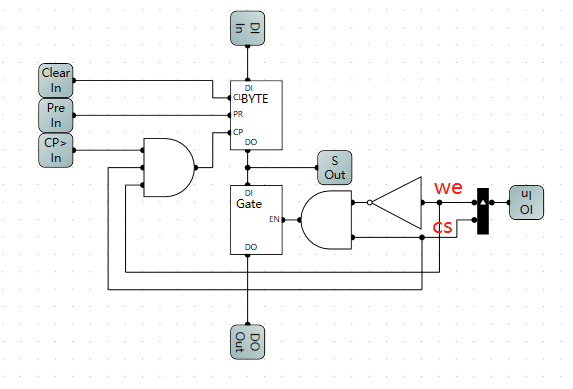 DI
In
Clear
In
Pre
In
CP>
In
DI
CL
BYTE
PR
CP
DO
S
Out
DI
Gate
EN
DO
we
cs
IO
In
DO
Out